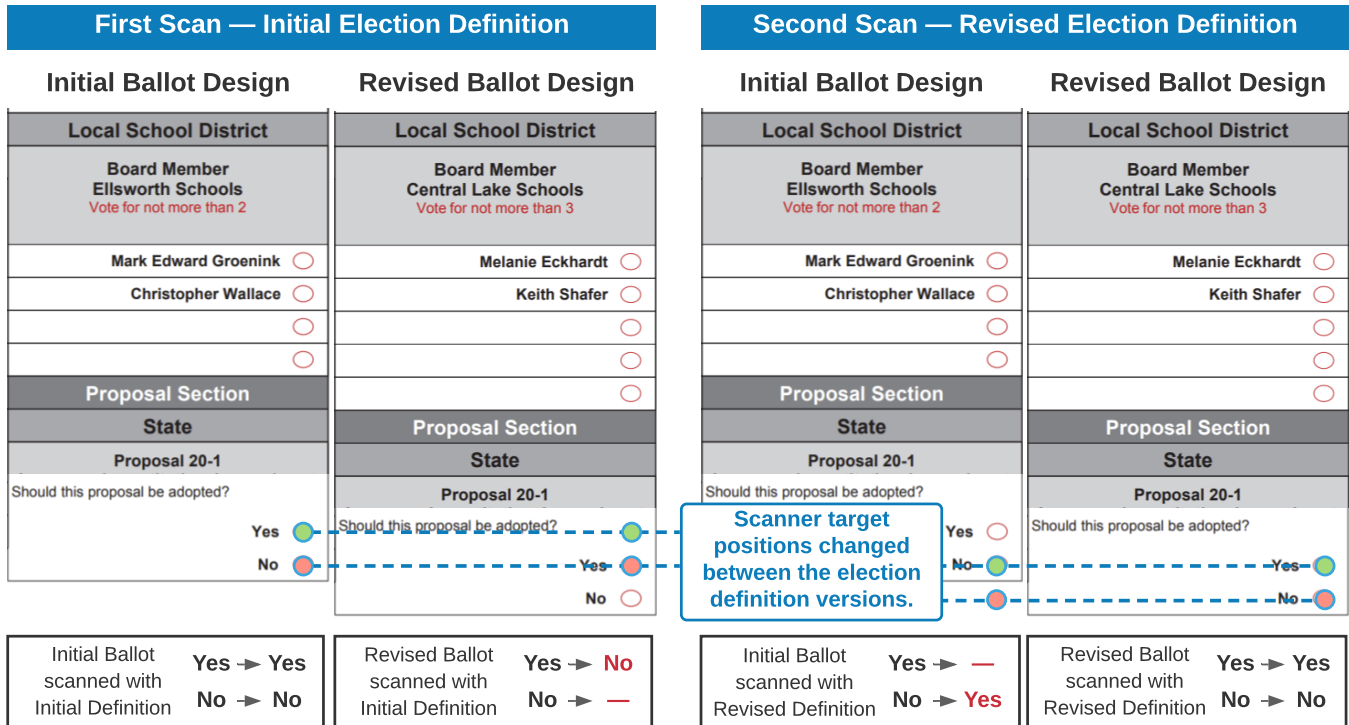 First Scan — Initial Election Definition
Initial Ballot Design
Local School District
Board Member
Ellsworth Schools
Vote for not more than 2
Mark Edward Groenink
Christopher Wallace
Proposal Section
State
Proposal 20-1
Should this proposal be adopted?
Yes
No
Revised Ballot Design
Local School District
Board Member
Central Lake Schools
Vote for not more than 3
Melanie Eckhardt
Keith Shafer
Proposal Section
State
Proposal 20-1
Should this proposal be adopted?
Yes
No
Initial Ballot
scanned with
Initial Definition
Yes → Yes
No → No
Revised Ballot
scanned with
Initial Definition
Yes → No
No → —
Scanner target
positions changed
between the election
definition versions.
Second Scan — Revised Election Definition
Initial Ballot Design
Local School District
Board Member
Ellsworth Schools
Vote for not more than 2
Mark Edward Groenink
Christopher Wallace
Proposal Section
State
Proposal 20-1
Should this proposal be adopted?
Yes
No
Revised Ballot Design
Local School District
Board Member
Central Lake Schools
Vote for not more than 3
Melanie Eckhardt
Keith Shafer
Proposal Section
State
Proposal 20-1
Should this proposal be adopted?
Yes
No
Initial Ballot
scanned with
Revised Definition
Yes → —
No → Yes
Revised Ballot
scanned with
Revised Definition
Yes → Yes
No → No